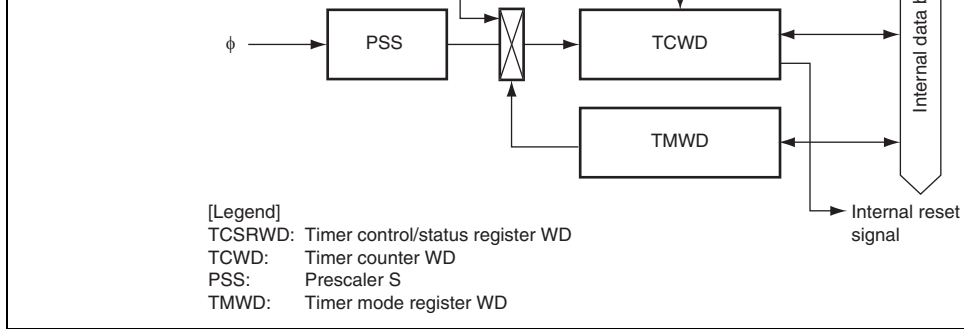 ϕ
PSS
TCWD
Internal data
TMWD
[Legend]
TCSRWD: Timer control/status register WD
TCWD: Timer counter WD
PSS: Prescaler S
TMWD: Timer mode register WD
Internal reset
signal